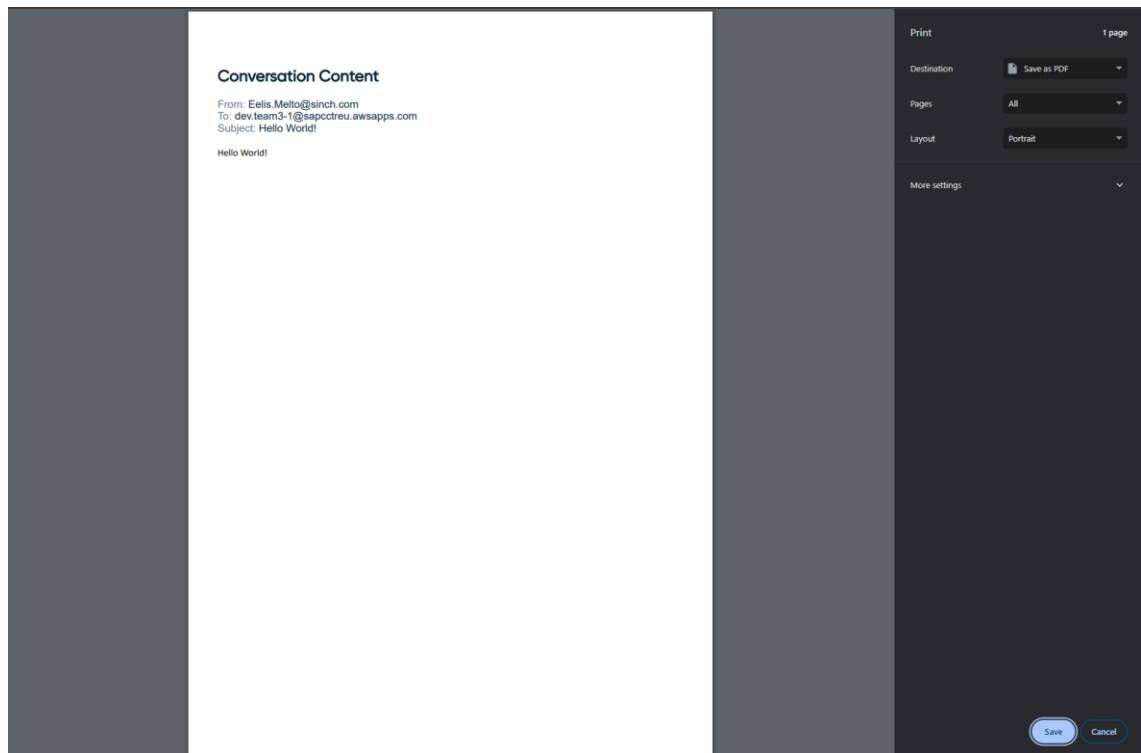 Conversation Content
From: Eelis.Melto@sinch.com
To: dev.team3-1@sapcctreu.awsapps.com
Subject: Hello World!
Hello World!
Print 1 page
Destination Save as PDF
Pages All
Layout Portrait
More settings
Save Cancel